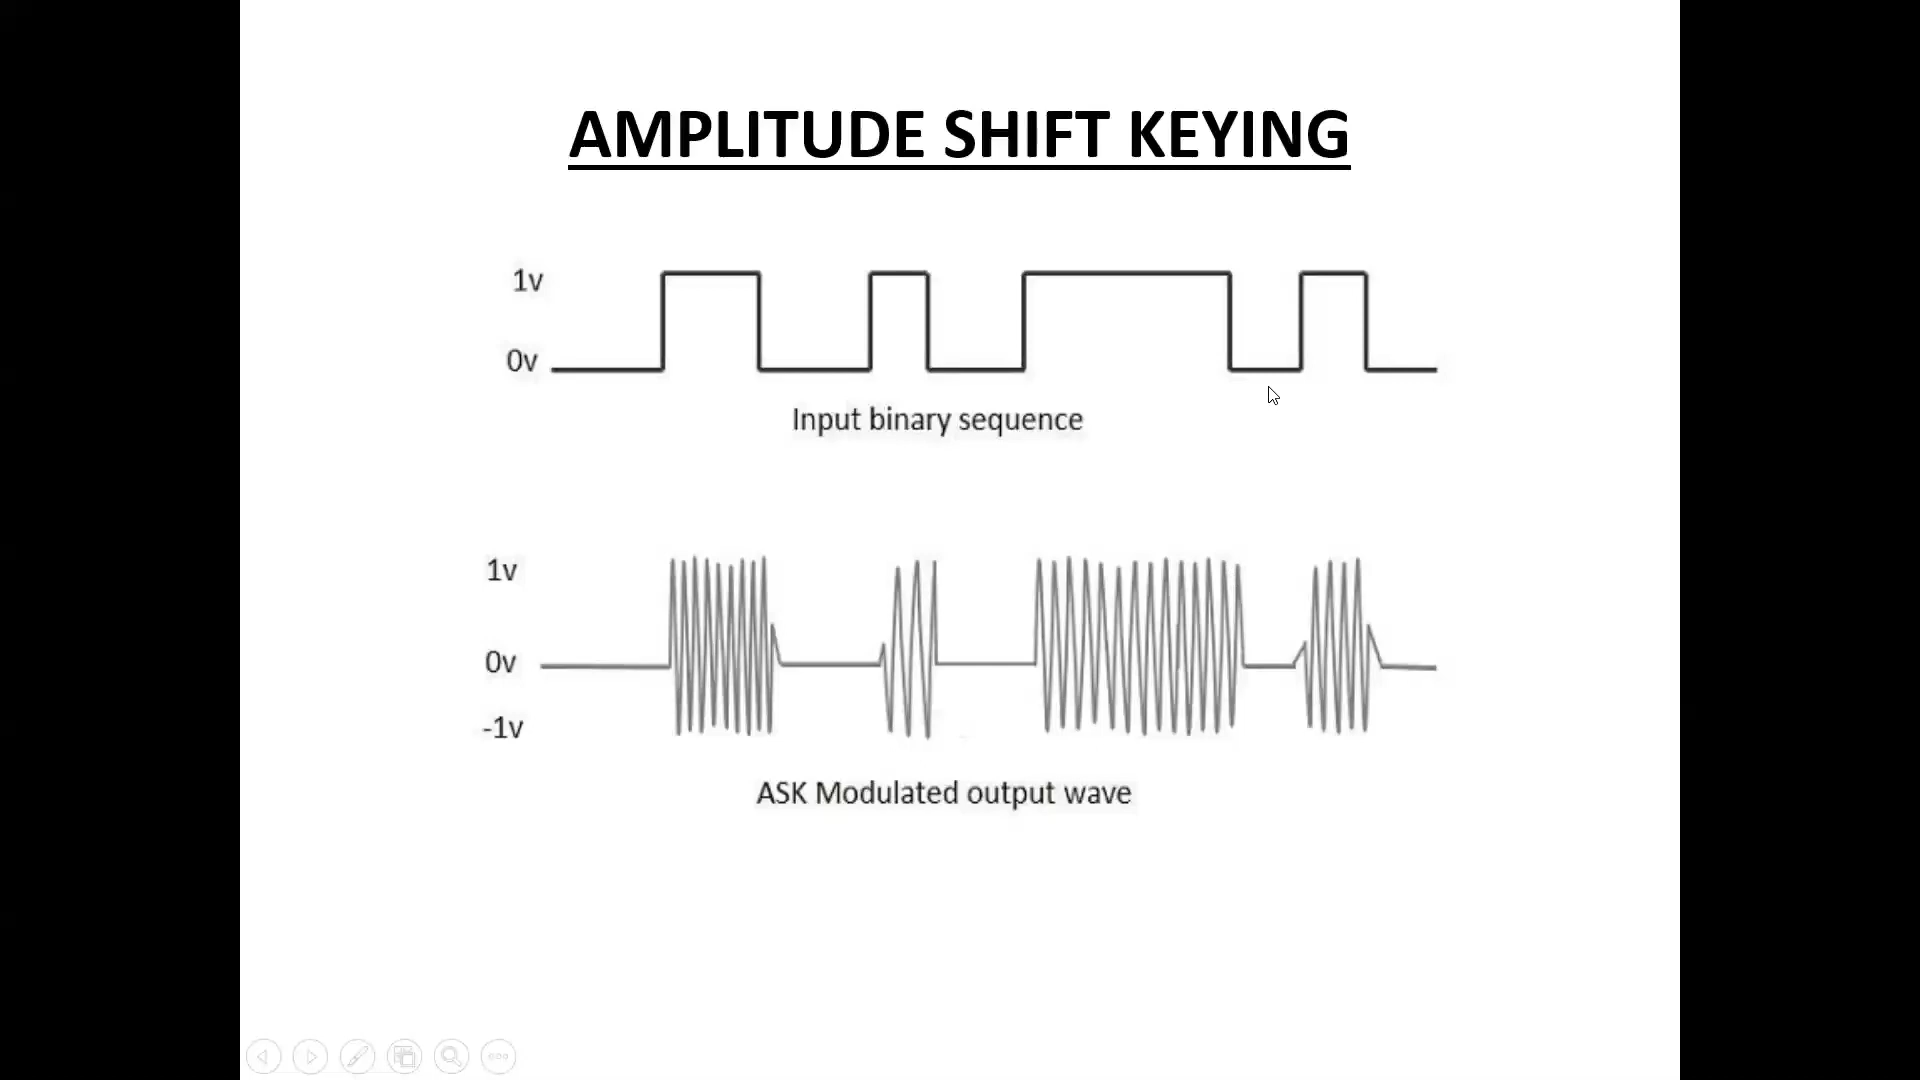 AMPLITUDE SHIFT KEYING
1v
0v
Input binary sequence
1v
0v
-1v
ASK Modulated output wave